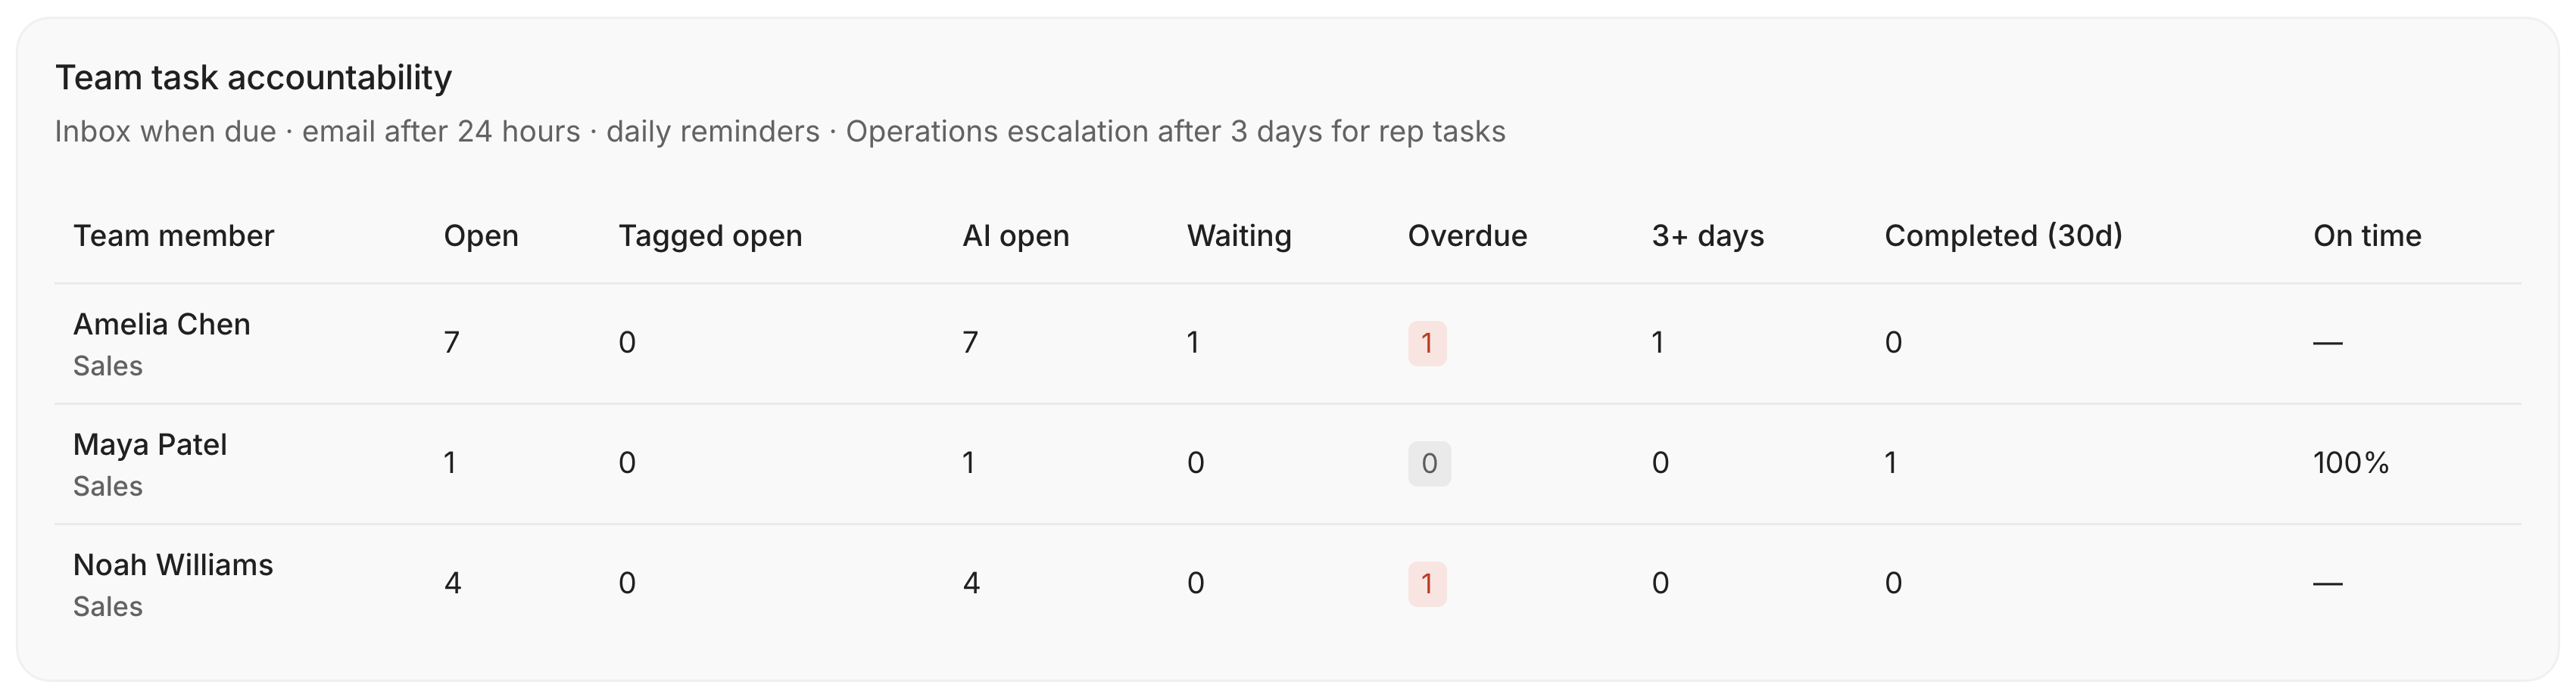 Team task accountability
Inbox when due · email after 24 hours · daily reminders · Operations escalation after 3 days for rep tasks
Team member Open Tagged open AI open Waiting Overdue 3+ days Completed (30d) On time
Amelia Chen
Sales
7 0 7 1 1 1 0 —
Maya Patel
Sales
1 0 1 0 0 0 1 100%
Noah Williams
Sales
4 0 4 0 1 0 0 —